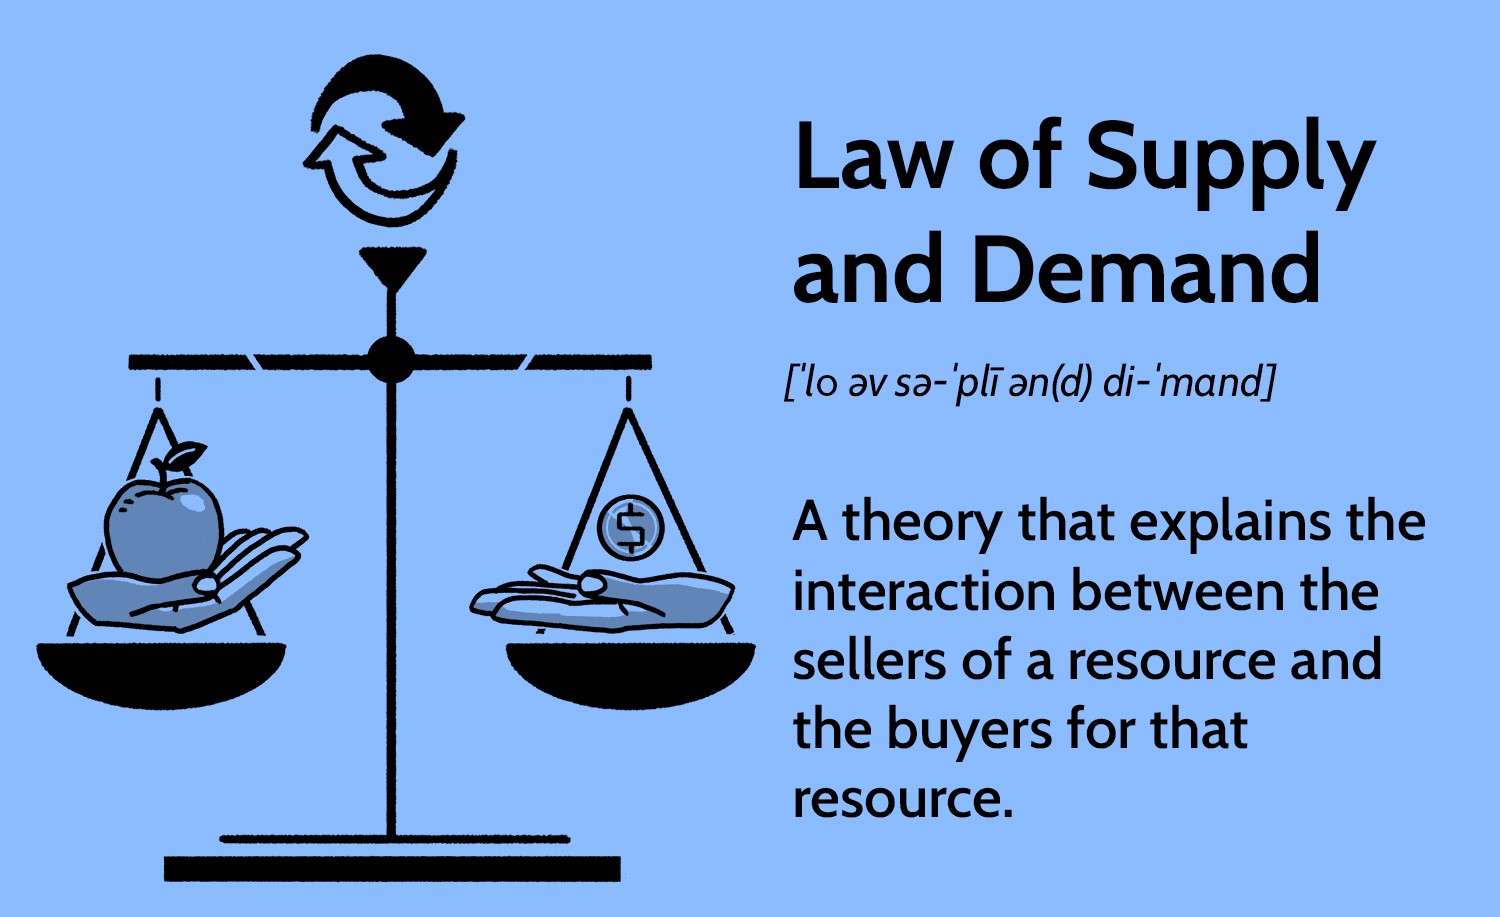 Law of Supply
and Demand
[ˈlo əv sə-ˈplī ən(d) di-ˈmand]
A theory that explains the
interaction between the
sellers of a resource and
the buyers for that
resource.
$